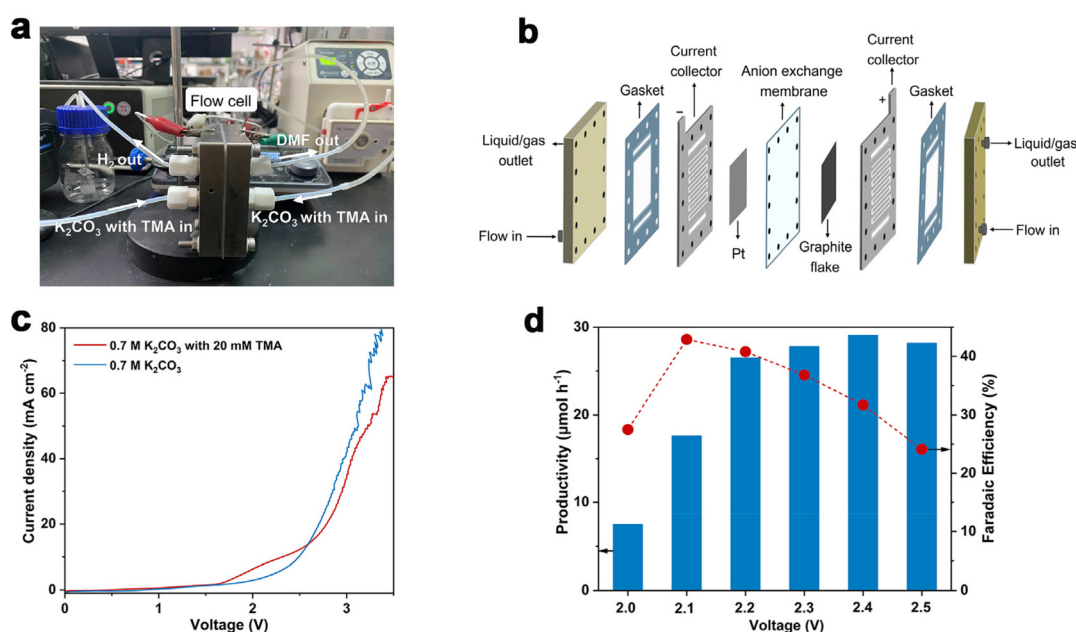 a
Flow cell
DMF out
H₂ out
K₂CO₃ with TMA in
K₂CO₃ with TMA in
b
Current
collector
Current
collector
Anion exchange
membrane
Gasket
Gasket
−
+
Liquid/gas
outlet
Liquid/gas
outlet
Flow in
Flow in
Pt
Graphite
flake
c
Current density (mA cm⁻²)
80
60
40
20
0
0.7 M K₂CO₃ with 20 mM TMA
0.7 M K₂CO₃
0 1 2 3
Voltage (V)
d
Productivity (μmol h⁻¹)
30
20
10
0
Faradaic Efficiency (%)
40
30
20
10
0
2.0 2.1 2.2 2.3 2.4 2.5
Voltage (V)